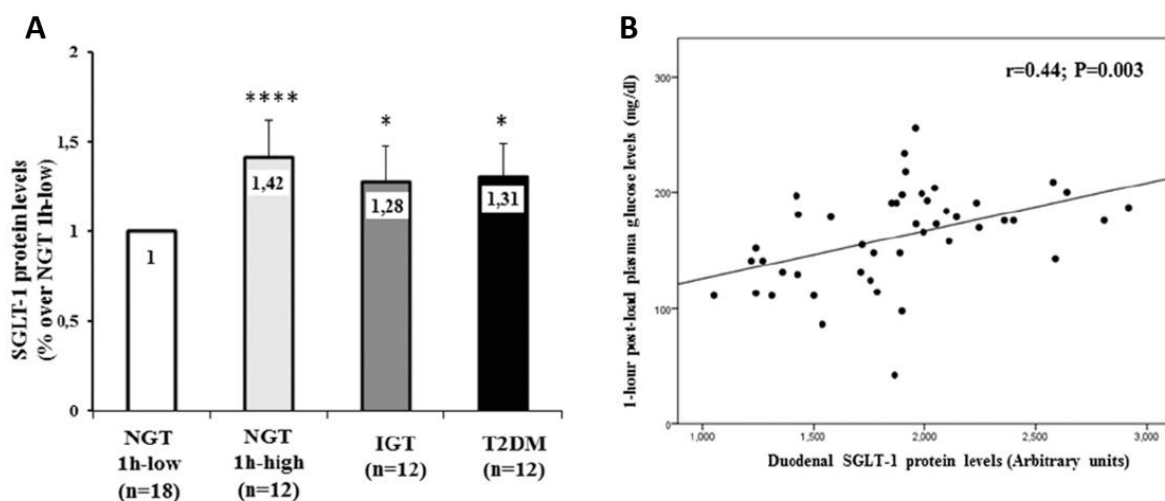 A
SGLT-1 protein levels
(% over NGT 1h-low)
2
1,5
1
0,5
0
****
*
*
1
1,42
1,28
1,31
NGT
1h-low
(n=18)
NGT
1h-high
(n=12)
IGT
(n=12)
T2DM
(n=12)
B
r=0.44; P=0.003
1-hour post-load plasma glucose levels (mg/dl)
300
200
100
0
1,000
1,500
2,000
2,500
3,000
Duodenal SGLT-1 protein levels (Arbitrary units)